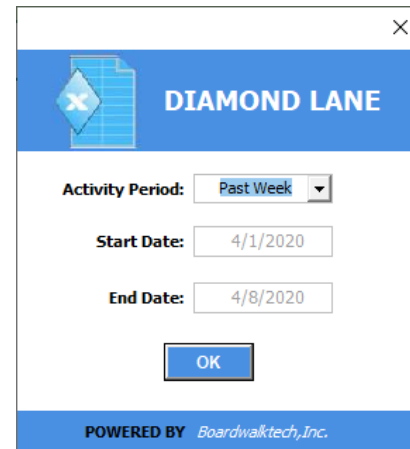 DIAMOND LANE
Activity Period: Past Week
Start Date: 4/1/2020
End Date: 4/8/2020
OK
POWERED BY Boardwalktech,Inc.